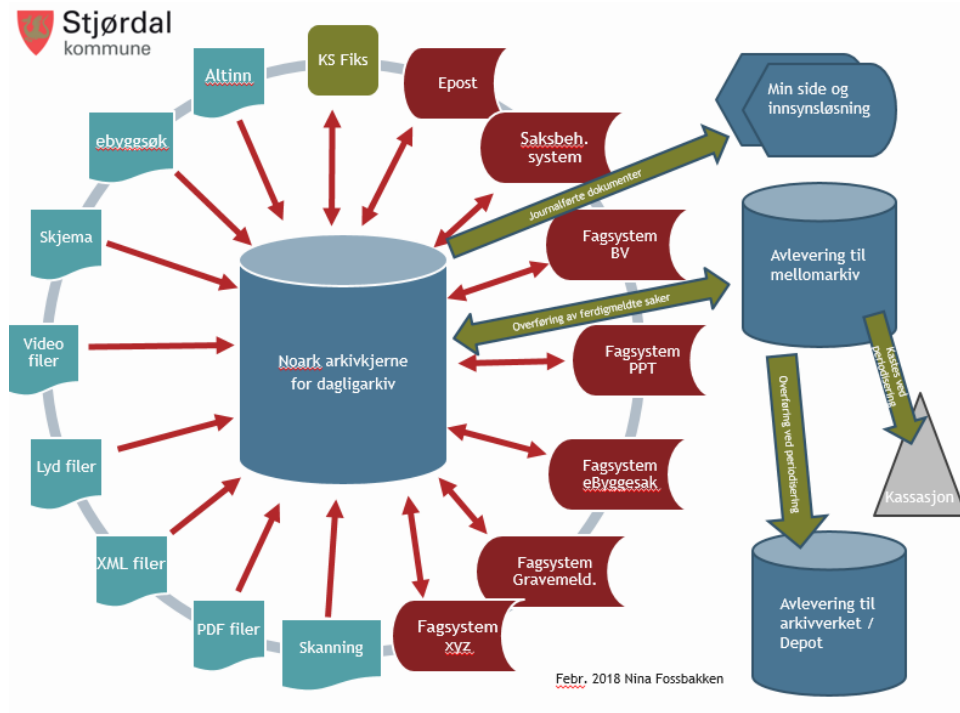 Stjørdal
kommune
Altinn
KS Fiks
Epost
Saksbeh.
system
ebyggsøk
Skjema
Video
filer
Lyd filer
XML filer
PDF filer
Skanning
Fagsystem
xyz
Fagsystem
Gravemeld.
Fagsystem
eByggesak
Fagsystem
PPT
Fagsystem
BV
Noark arkivkjerne
for dagligarkiv
Journalførte dokumenter
Overføring av ferdigmeldte saker
Min side og
innsynsløsning
Avlevering til
mellomarkiv
Kastes ved
periodisering
Overføring ved periodisering
Kassasjon
Avlevering til
arkivverket /
Depot
Febr. 2018 Nina Fossbakken